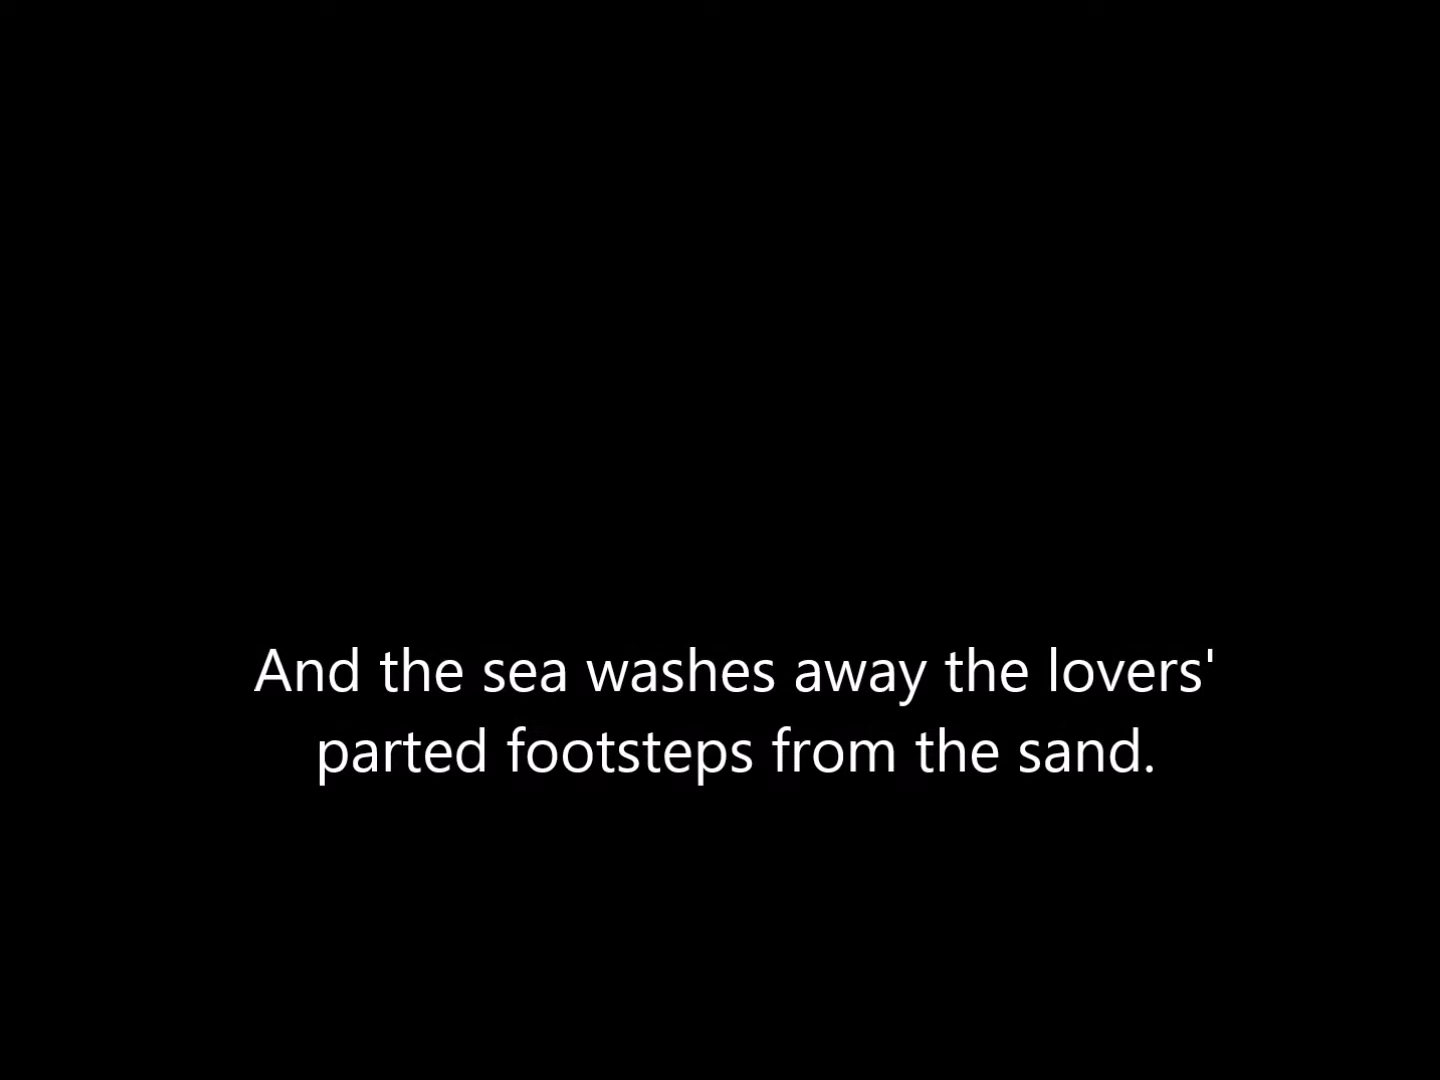 And the sea washes away the lovers'
parted footsteps from the sand.